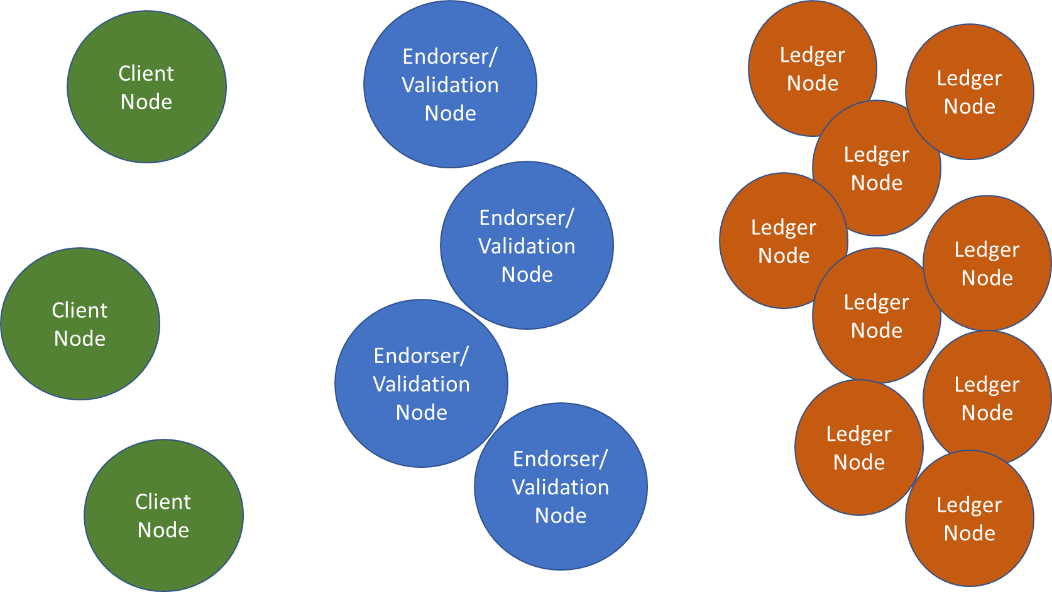 Client
Node
Client
Node
Client
Node
Endorser/
Validation
Node
Endorser/
Validation
Node
Endorser/
Validation
Node
Endorser/
Validation
Node
Ledger
Node
Ledger
Node
Ledger
Node
Ledger
Node
Ledger
Node
Ledger
Node
Ledger
Node
Ledger
Node
Ledger
Node